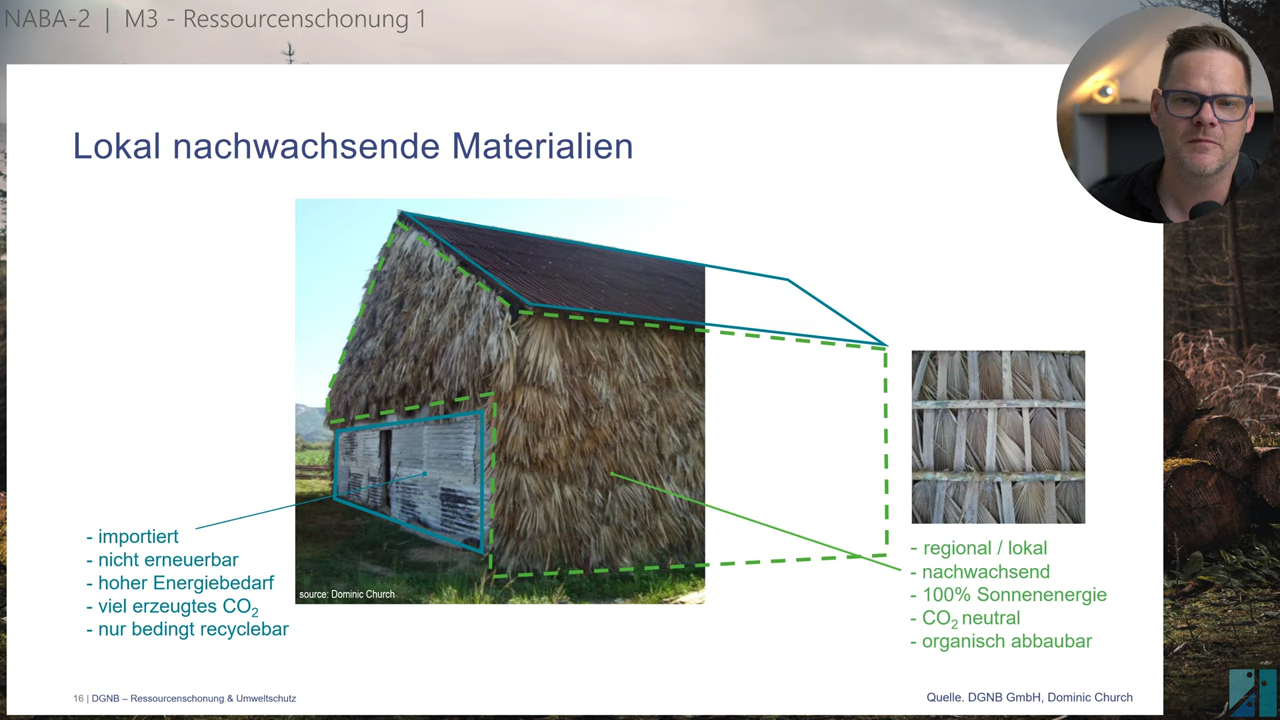 NABA-2 | M3 - Ressourcenschonung 1
Lokal nachwachsende Materialien
- importiert
- nicht erneuerbar
- hoher Energiebedarf
- viel erzeugtes CO₂
- nur bedingt recyclebar
source: Dominic Church
- regional / lokal
- nachwachsend
- 100% Sonnenenergie
- CO₂ neutral
- organisch abbaubar
16 | DGNB – Ressourcenschonung & Umweltschutz
Quelle. DGNB GmbH, Dominic Church